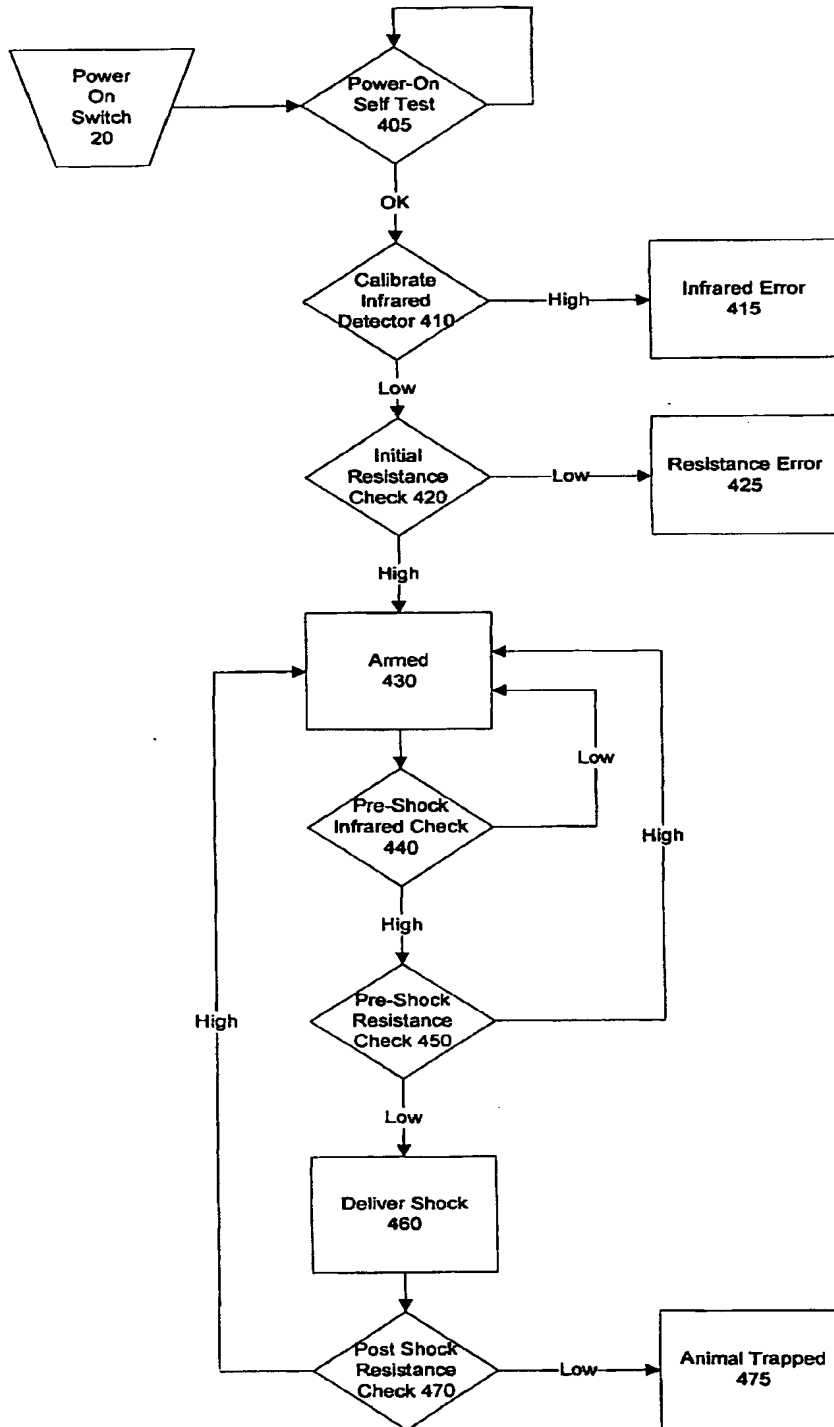 Power
On
Switch
20
Power-On
Self Test
405
OK
Calibrate
Infrared
Detector 410
High
Infrared Error
415
Low
Initial
Resistance
Check 420
Low
Resistance Error
425
High
Armed
430
Low
Pre-Shock
Infrared Check
440
High
High
Pre-Shock
Resistance
Check 450
High
Low
Deliver Shock
460
Post Shock
Resistance
Check 470
Low
Animal Trapped
475